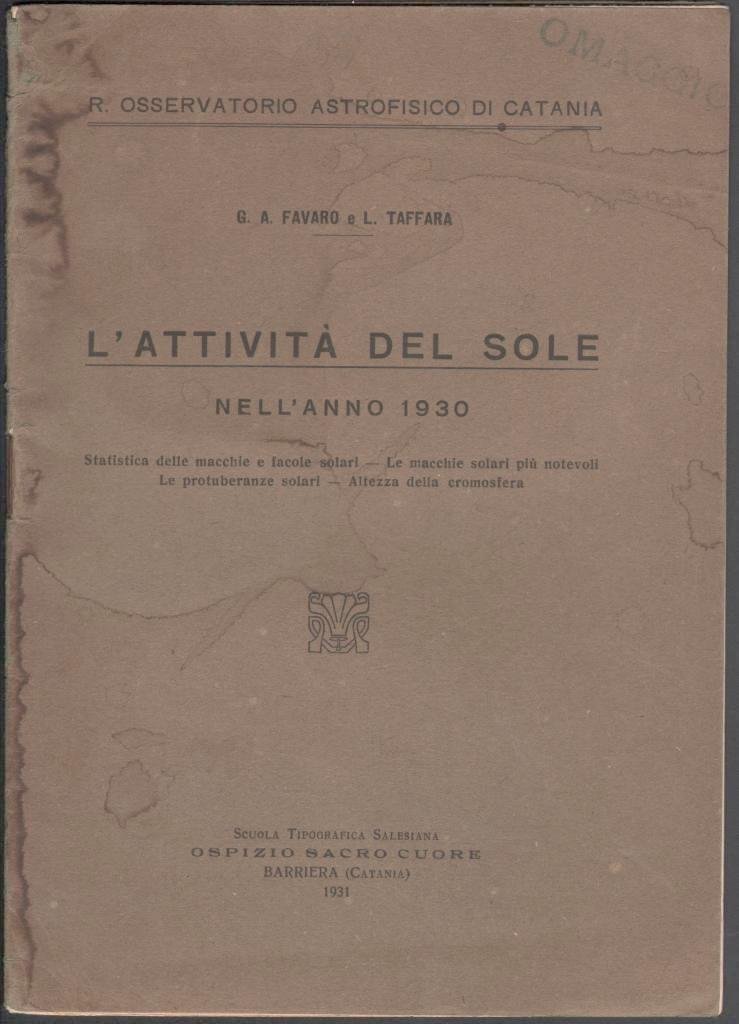 OMAGGIO
R. OSSERVATORIO ASTROFISICO DI CATANIA
G. A. FAVARO e L. TAFFARA
L'ATTIVITÀ DEL SOLE
NELL'ANNO 1930
Statistica delle macchie e facole solari — Le macchie solari più notevoli
Le protuberanze solari — Altezza della cromosfera
SCUOLA TIPOGRAFICA SALESIANA
OSPIZIO SACRO CUORE
BARRIERA (CATANIA)
1931